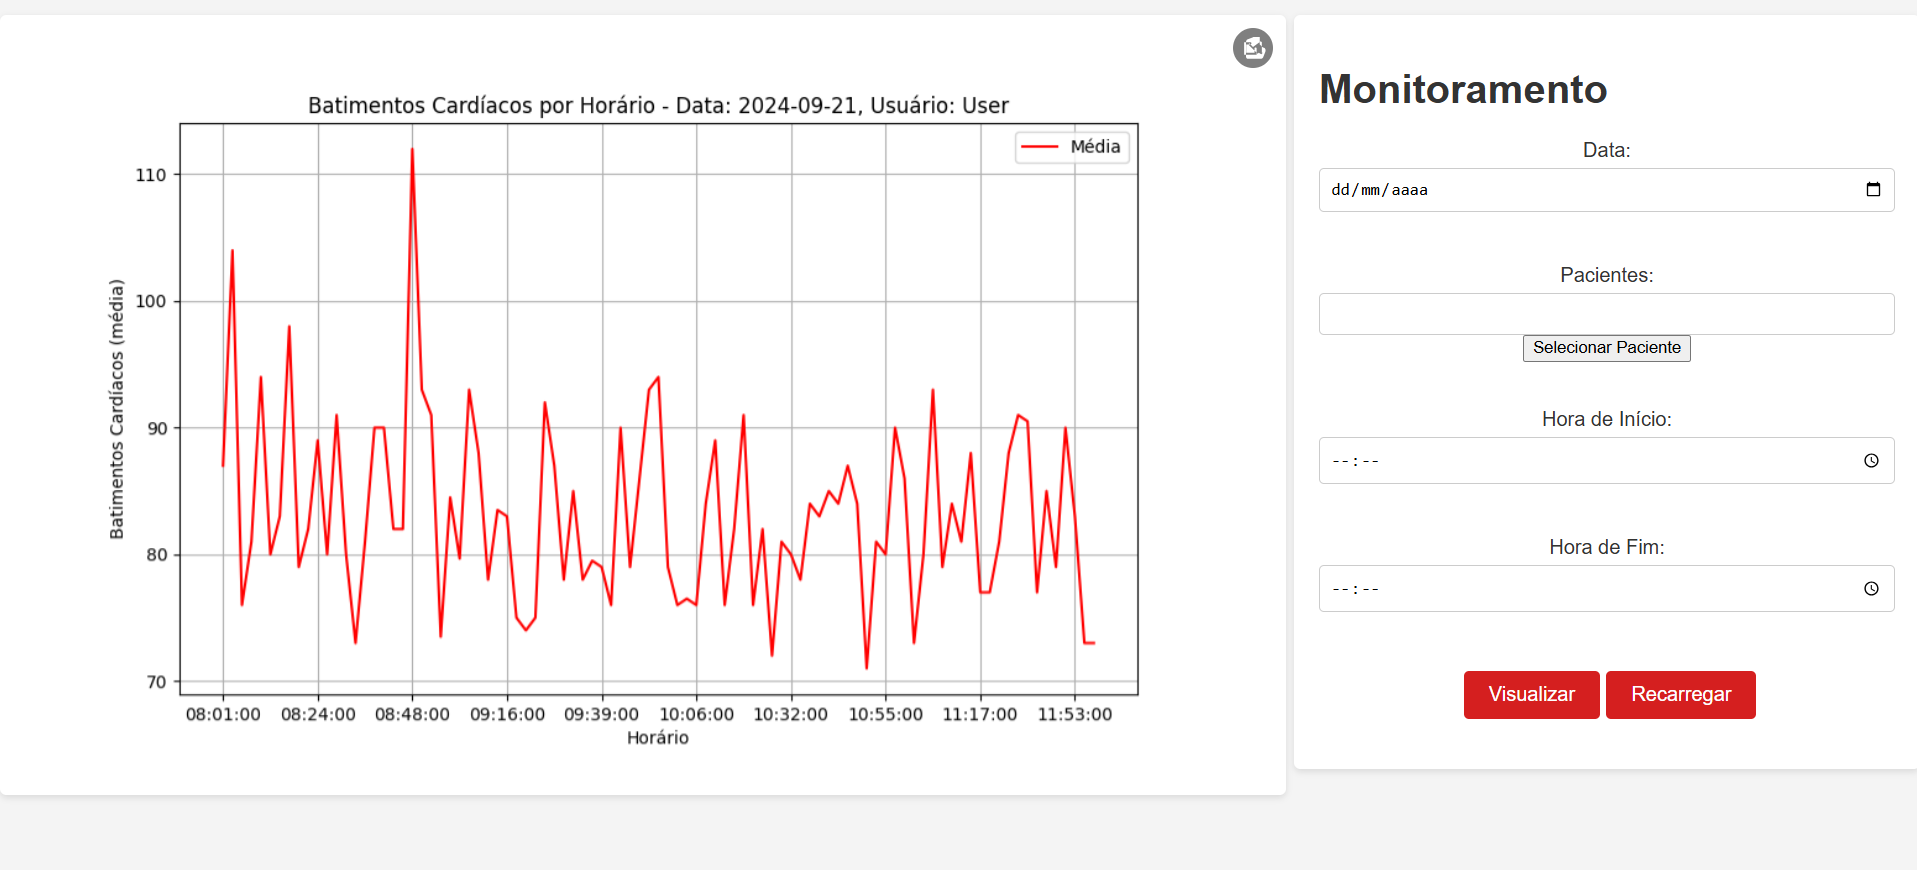 Batimentos Cardíacos por Horário - Data: 2024-09-21, Usuário: User
Média
Batimentos Cardíacos (média)
110
100
90
80
70
08:01:00 08:24:00 08:48:00 09:16:00 09:39:00 10:06:00 10:32:00 10:55:00 11:17:00 11:53:00
Horário
Monitoramento
Data:
dd/mm/aaaa
Pacientes:
Selecionar Paciente
Hora de Início:
--:--
Hora de Fim:
--:--
Visualizar Recarregar